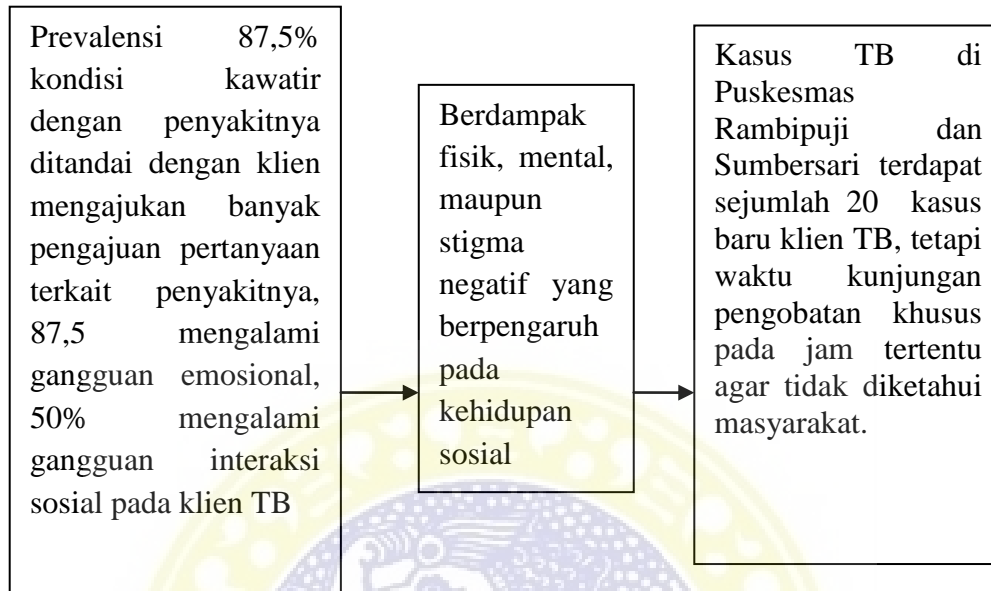 Prevalensi 87,5%
kondisi kawatir
dengan penyakitnya
ditandai dengan klien
mengajukan banyak
pengajuan pertanyaan
terkait penyakitnya,
87,5 mengalami
gangguan emosional,
50% mengalami
gangguan interaksi
sosial pada klien TB
Berdampak
fisik, mental,
maupun
stigma
negatif yang
berpengaruh
pada
kehidupan
sosial
Kasus TB di
Puskesmas
Rambipuji dan
Sumbersari terdapat
sejumlah 20 kasus
baru klien TB, tetapi
waktu kunjungan
pengobatan khusus
pada jam tertentu
agar tidak diketahui
masyarakat.